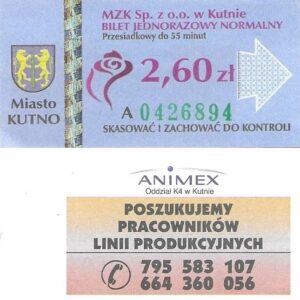 MZK Sp. z o.o. w Kutnie
BILET JEDNORAZOWY NORMALNY
Przesiadkowy do 55 minut
2,60 zł
Miasto
KUTNO
A 0426894
SKASOWAĆ I ZACHOWAĆ DO KONTROLI
ANIMEX
Oddział K4 w Kutnie
POSZUKUJEMY
PRACOWNIKÓW
LINII PRODUKCYJNYCH
795 583 107
664 360 056